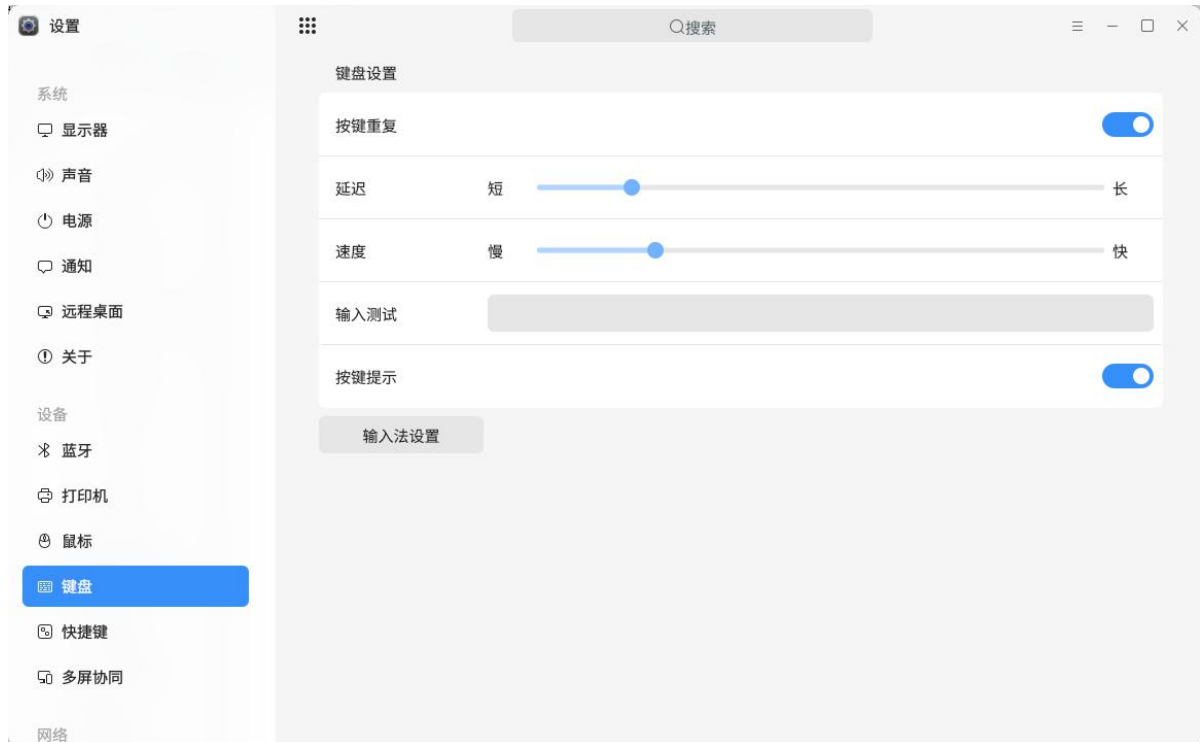 设置
搜索
系统
显示器
声音
电源
通知
远程桌面
关于
设备
蓝牙
打印机
鼠标
键盘
快捷键
多屏协同
网络
键盘设置
按键重复
延迟 短 长
速度 慢 快
输入测试
按键提示
输入法设置